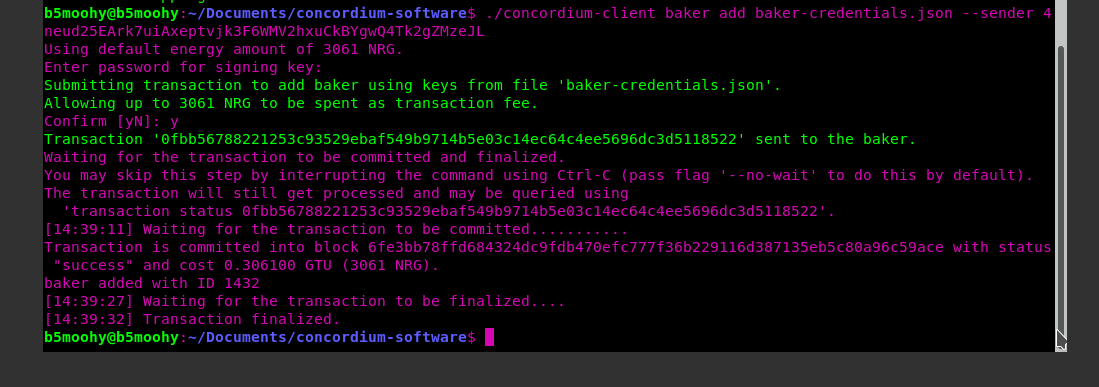 b5moohy@b5moohy:~/Documents/concordium-software$ ./concordium-client baker add baker-credentials.json --sender 4
neud25EArk7uiAxeptvjk3F6WMV2hxuCkBYgwQ4Tk2gZMzeJL
Using default energy amount of 3061 NRG.
Enter password for signing key:
Submitting transaction to add baker using keys from file 'baker-credentials.json'.
Allowing up to 3061 NRG to be spent as transaction fee.
Confirm [yN]: y
Transaction '0fbb56788221253c93529ebaf549b9714b5e03c14ec64c4ee5696dc3d5118522' sent to the baker.
Waiting for the transaction to be committed and finalized.
You may skip this step by interrupting the command using Ctrl-C (pass flag '--no-wait' to do this by default).
The transaction will still get processed and may be queried using
  'transaction status 0fbb56788221253c93529ebaf549b9714b5e03c14ec64c4ee5696dc3d5118522'.
[14:39:11] Waiting for the transaction to be committed...........
Transaction is committed into block 6fe3bb78ffd684324dc9fdb470efc777f36b229116d387135eb5c80a96c59ace with status
 "success" and cost 0.306100 GTU (3061 NRG).
baker added with ID 1432
[14:39:27] Waiting for the transaction to be finalized....
[14:39:32] Transaction finalized.
b5moohy@b5moohy:~/Documents/concordium-software$